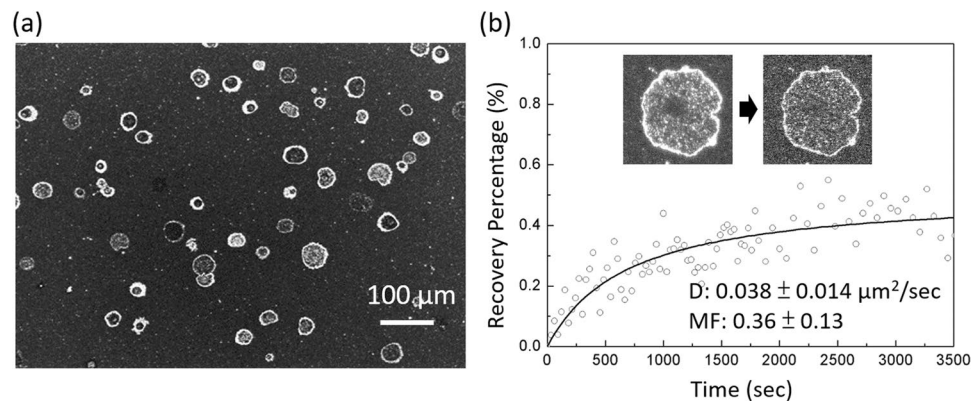 (a)
100 μm
(b)
Recovery Percentage (%)
1.0
0.8
0.6
0.4
0.2
0.0
D: 0.038 ± 0.014 μm²/sec
MF: 0.36 ± 0.13
0 500 1000 1500 2000 2500 3000 3500
Time (sec)